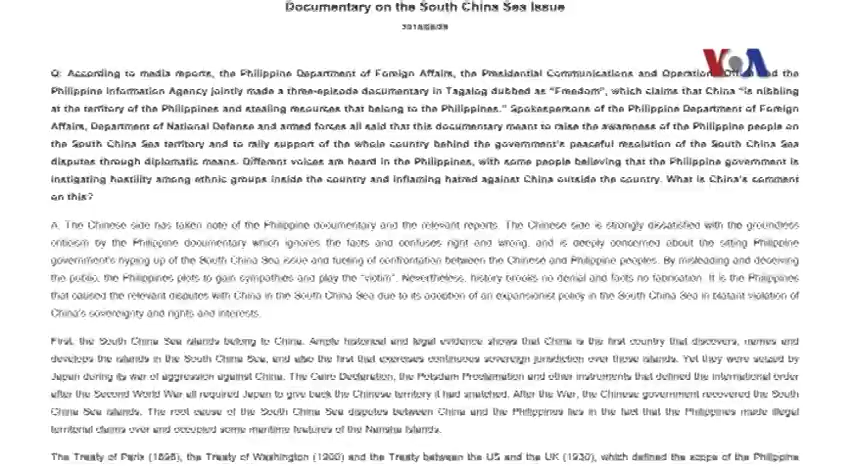 Documentary on the South China Sea Issue
VOA
Q: According to media reports, the Philippine Department of Foreign Affairs, the Presidential Communications and Operations Office and the
Philippine Information Agency jointly made a three-episode documentary in Tagalog dubbed as "Freedom", which claims that China "is nibbling
at the territory of the Philippines and stealing resources that belong to the Philippines." Spokespersons of the Philippine Department of Foreign
Affairs, Department of National Defense and armed forces all said that this documentary meant to raise the awareness of the Philippine people on
the South China Sea territory and to rally support of the whole country behind the government's peaceful resolution of the South China Sea
disputes through diplomatic means. Different voices are heard in the Philippines, with some people believing that the Philippine government is
instigating hostility among ethnic groups inside the country and inflaming hatred against China outside the country. What is China's comment
on this?
A: The Chinese side has taken note of the Philippine documentary and the relevant reports. The Chinese side is strongly dissatisfied with the groundless
criticism by the Philippine documentary which ignores the facts and confuses right and wrong, and is deeply concerned about the sitting Philippine
government's hyping up of the South China Sea issue and fueling of confrontation between the Chinese and Philippine peoples. By misleading and deceiving
the public, the Philippines plots to gain sympathies and play the "victim". Nevertheless, history brooks no denial and facts no fabrication. It is the Philippines
that caused the relevant disputes with China in the South China Sea due to its adoption of an expansionist policy in the South China Sea in blatant violation of
China's sovereignty and rights and interests.
First, the South China Sea islands belong to China. Ample historical and legal evidence shows that China is the first country that discovers, names and
develops the islands in the South China Sea, and also the first that exercises continuous sovereign jurisdiction over those islands. Yet they were seized by
Japan during its war of aggression against China. The Cairo Declaration, the Potsdam Proclamation and other instruments that defined the international order
after the Second World War all required Japan to give back the Chinese territory it had snatched. After the War, the Chinese government recovered the South
China Sea islands. The root cause of the South China Sea disputes between China and the Philippines lies in the fact that the Philippines made illegal
territorial claims over and occupied some maritime features of the Nansha Islands.
The Treaty of Paris (1898), the Treaty of Washington (1900) and the Treaty between the US and the UK (1930), which defined the scope of the Philippine